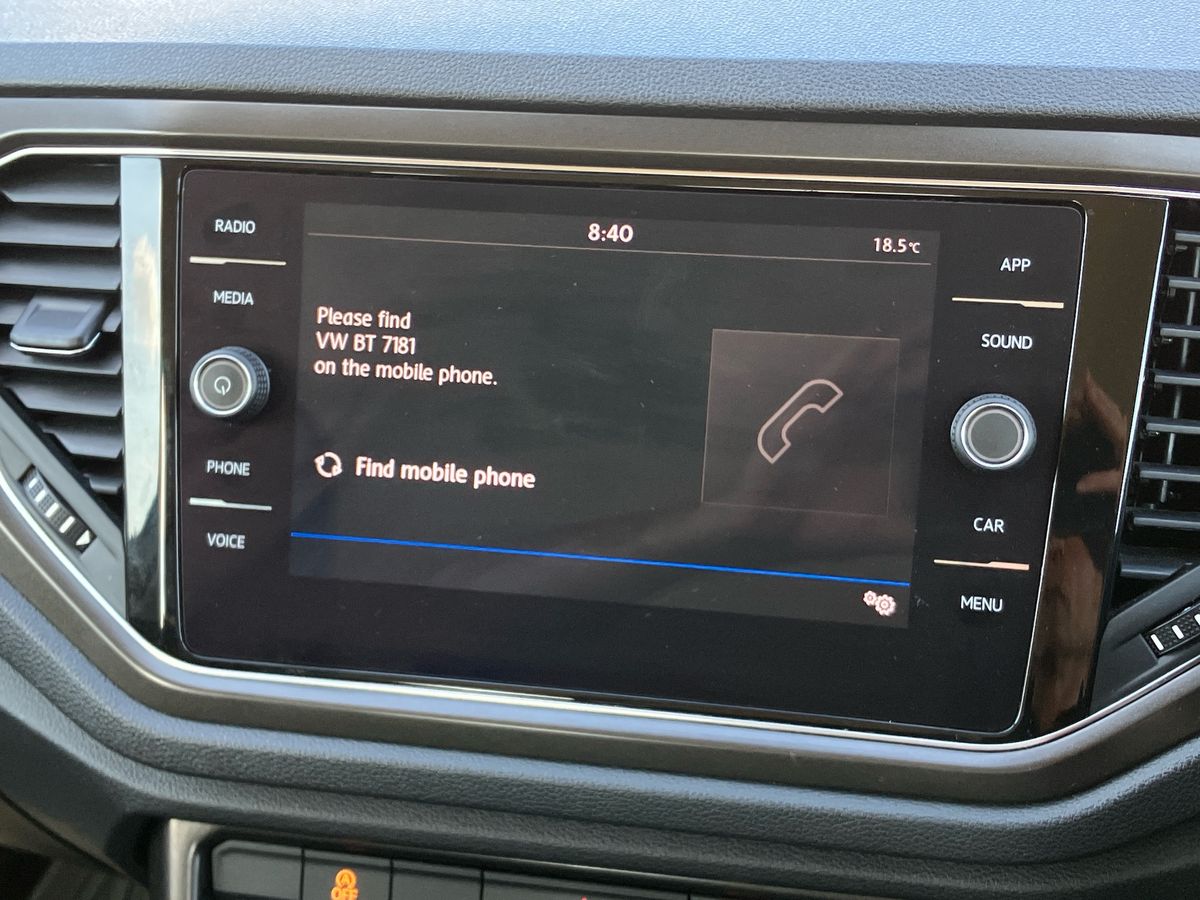 RADIO
MEDIA
PHONE
VOICE
8:40
18.5°C
Please find
VW BT 7181
on the mobile phone.
Find mobile phone
APP
SOUND
CAR
MENU
A
OFF